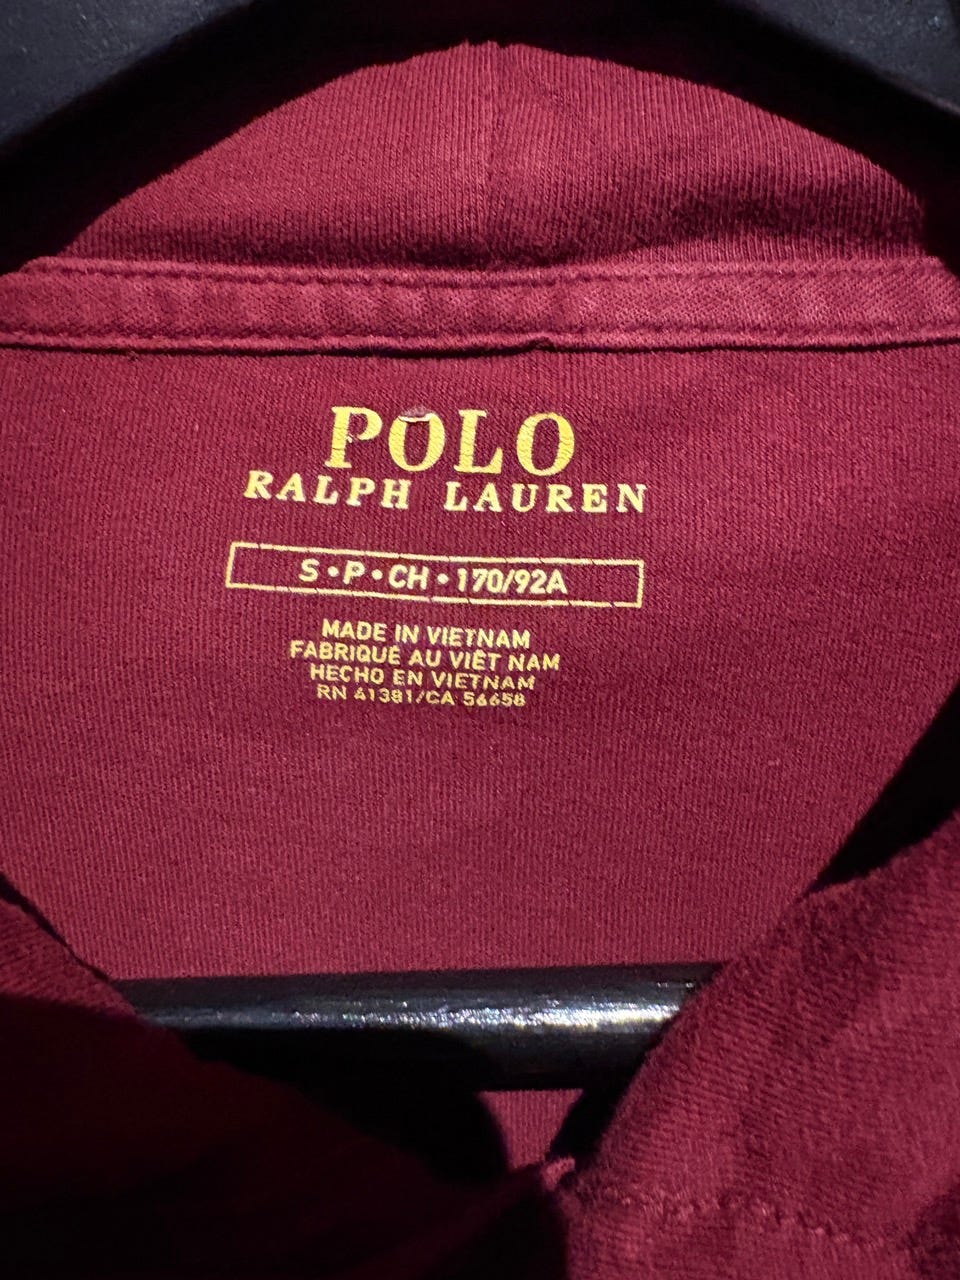 POLO
RALPH LAUREN
S • P • CH • 170/92A
MADE IN VIETNAM
FABRIQUÉ AU VIÊT NAM
HECHO EN VIETNAM
RN 41381/CA 56658